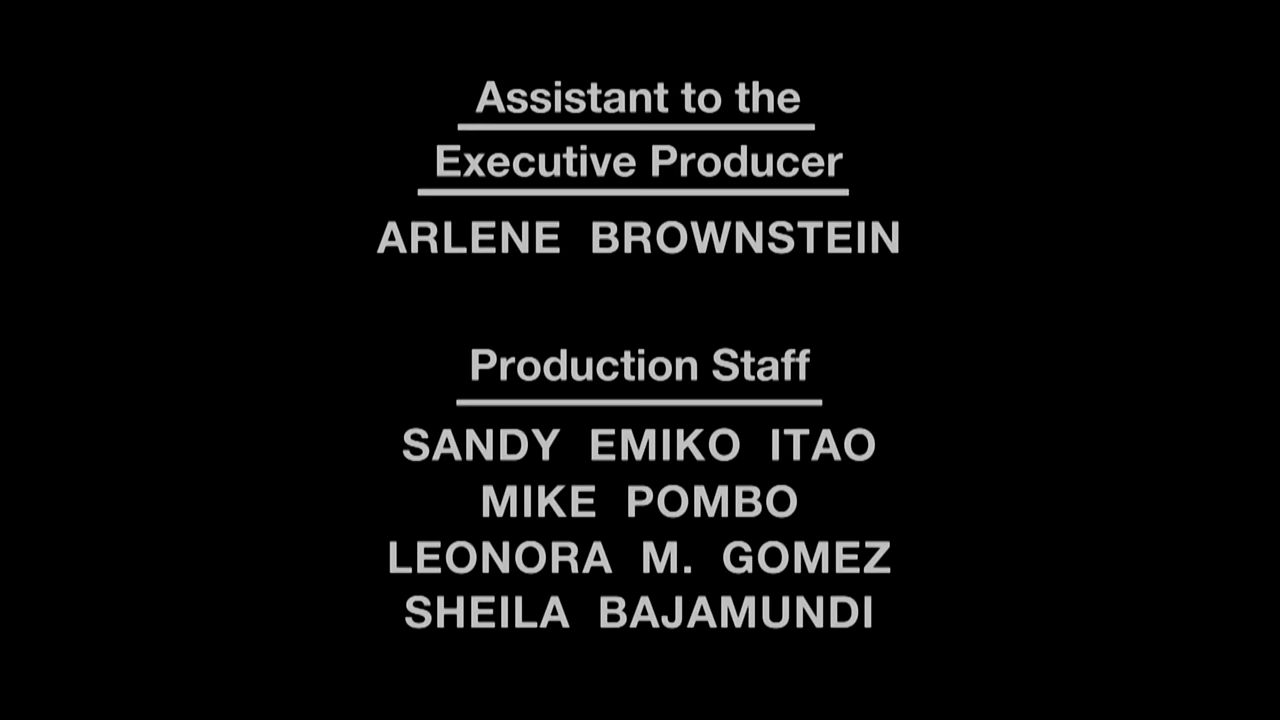 Assistant to the
Executive Producer
ARLENE BROWNSTEIN
Production Staff
SANDY EMIKO ITAO
MIKE POMBO
LEONORA M. GOMEZ
SHEILA BAJAMUNDI